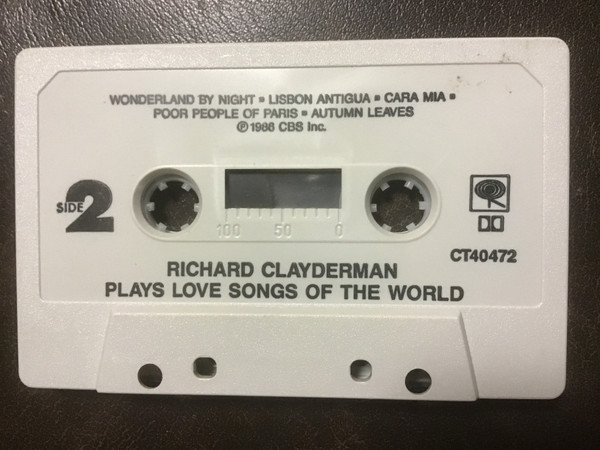 WONDERLAND BY NIGHT ▪ LISBON ANTIGUA ▪ CARA MIA ▪
POOR PEOPLE OF PARIS ▪ AUTUMN LEAVES
℗ 1986 CBS Inc.
SIDE 2
100 50 0
CT40472
RICHARD CLAYDERMAN
PLAYS LOVE SONGS OF THE WORLD